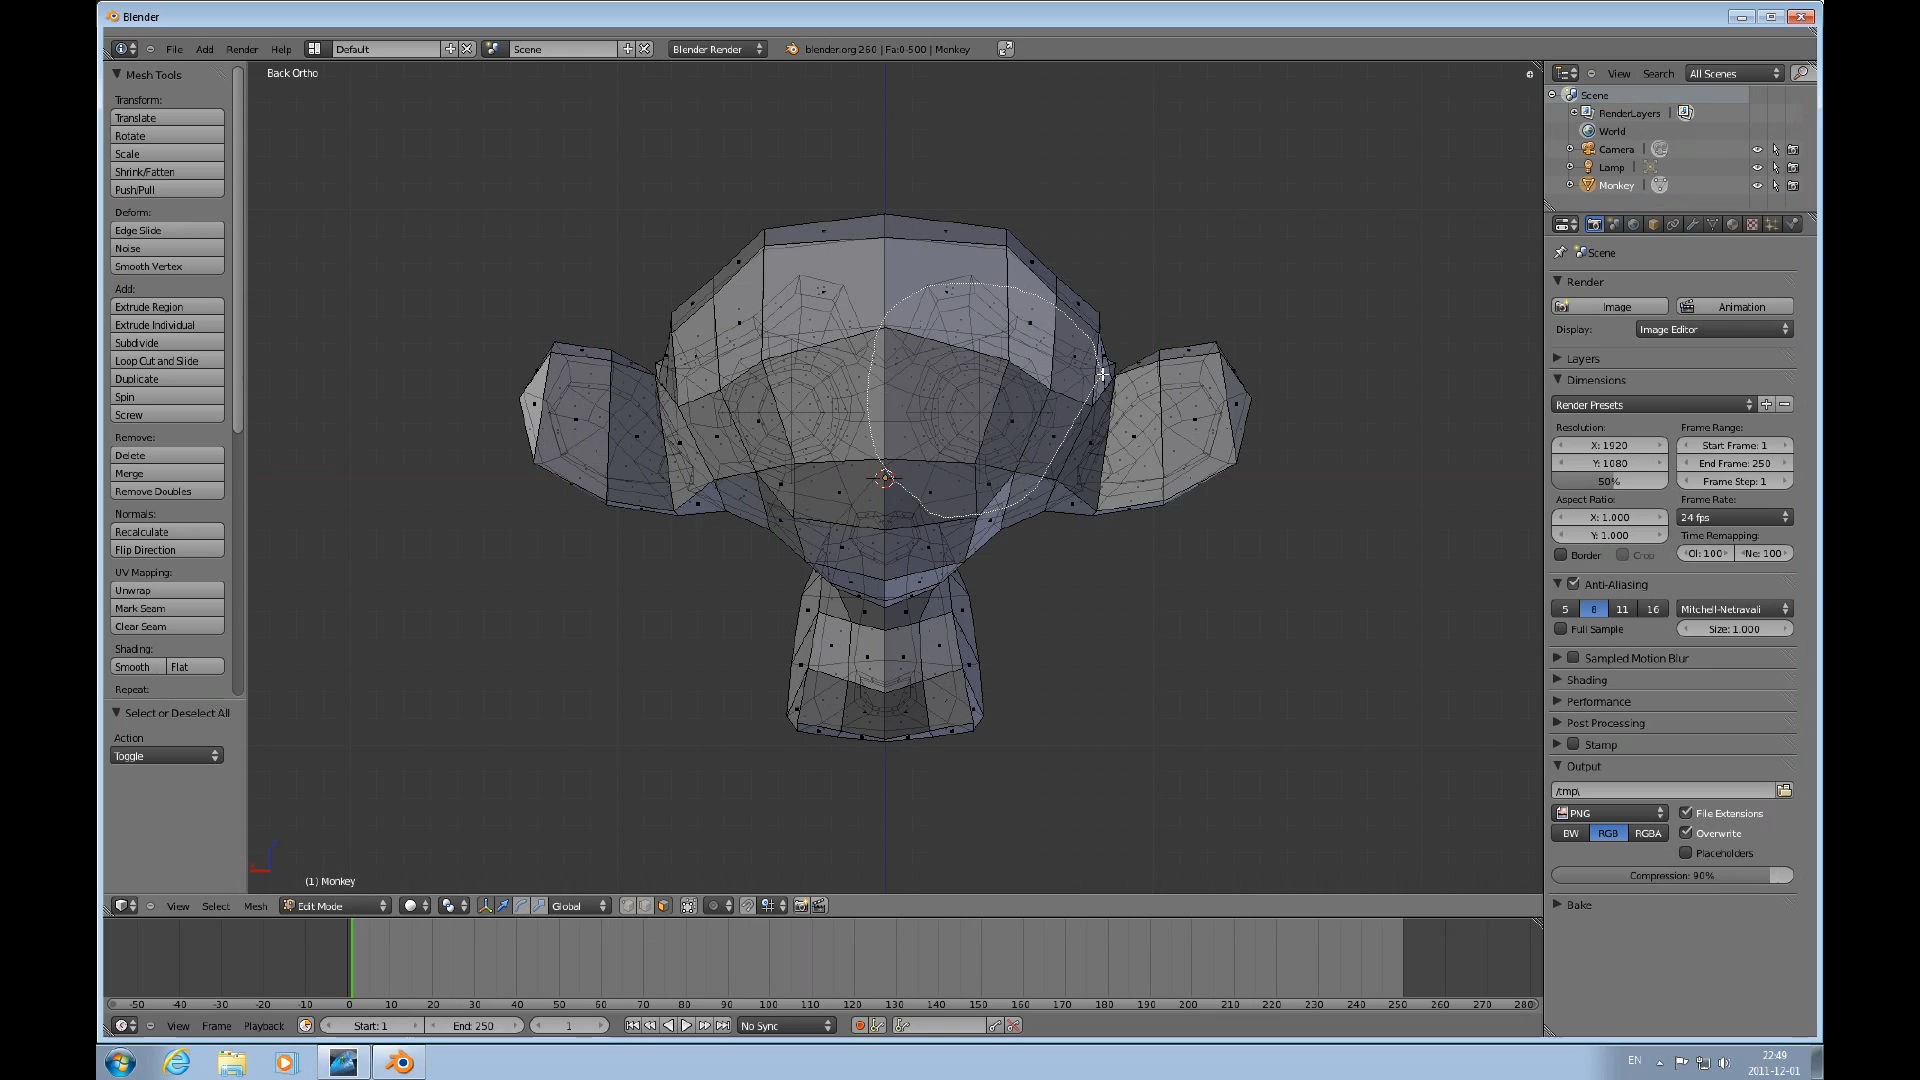 Blender
File Add Render Help Default Scene Blender Render blender.org 260 | Fa:0-500 | Monkey
Back Ortho
Mesh Tools
Transform:
Translate
Rotate
Scale
Shrink/Fatten
Push/Pull
Deform:
Edge Slide
Noise
Smooth Vertex
Add:
Extrude Region
Extrude Individual
Subdivide
Loop Cut and Slide
Duplicate
Spin
Screw
Remove:
Delete
Merge
Remove Doubles
Normals:
Recalculate
Flip Direction
UV Mapping:
Unwrap
Mark Seam
Clear Seam
Shading:
Smooth Flat
Repeat:
Select or Deselect All
Action
Toggle
(1) Monkey
View Select Mesh Edit Mode Global
-50 -40 -30 -20 -10 0 10 20 30 40 50 60 70 80 90 100 110 120 130 140 150 160 170 180 190 200 210 220 230 240 250 260 270 280
View Frame Playback Start: 1 End: 250 1 No Sync
View Search All Scenes
Scene
RenderLayers
World
Camera
Lamp
Monkey
Scene
Render
Image Animation
Display: Image Editor
Layers
Dimensions
Render Presets
Resolution: Frame Range:
X: 1920 Start Frame: 1
Y: 1080 End Frame: 250
50% Frame Step: 1
Aspect Ratio: Frame Rate:
X: 1.000 24 fps
Y: 1.000 Time Remapping:
Border Crop Ol: 100 Ne: 100
Anti-Aliasing
5 8 11 16 Mitchell-Netravali
Full Sample Size: 1.000
Sampled Motion Blur
Shading
Performance
Post Processing
Stamp
Output
/tmp\
PNG File Extensions
BW RGB RGBA Overwrite
Placeholders
Compression: 90%
Bake
EN 22:49
2011-12-01